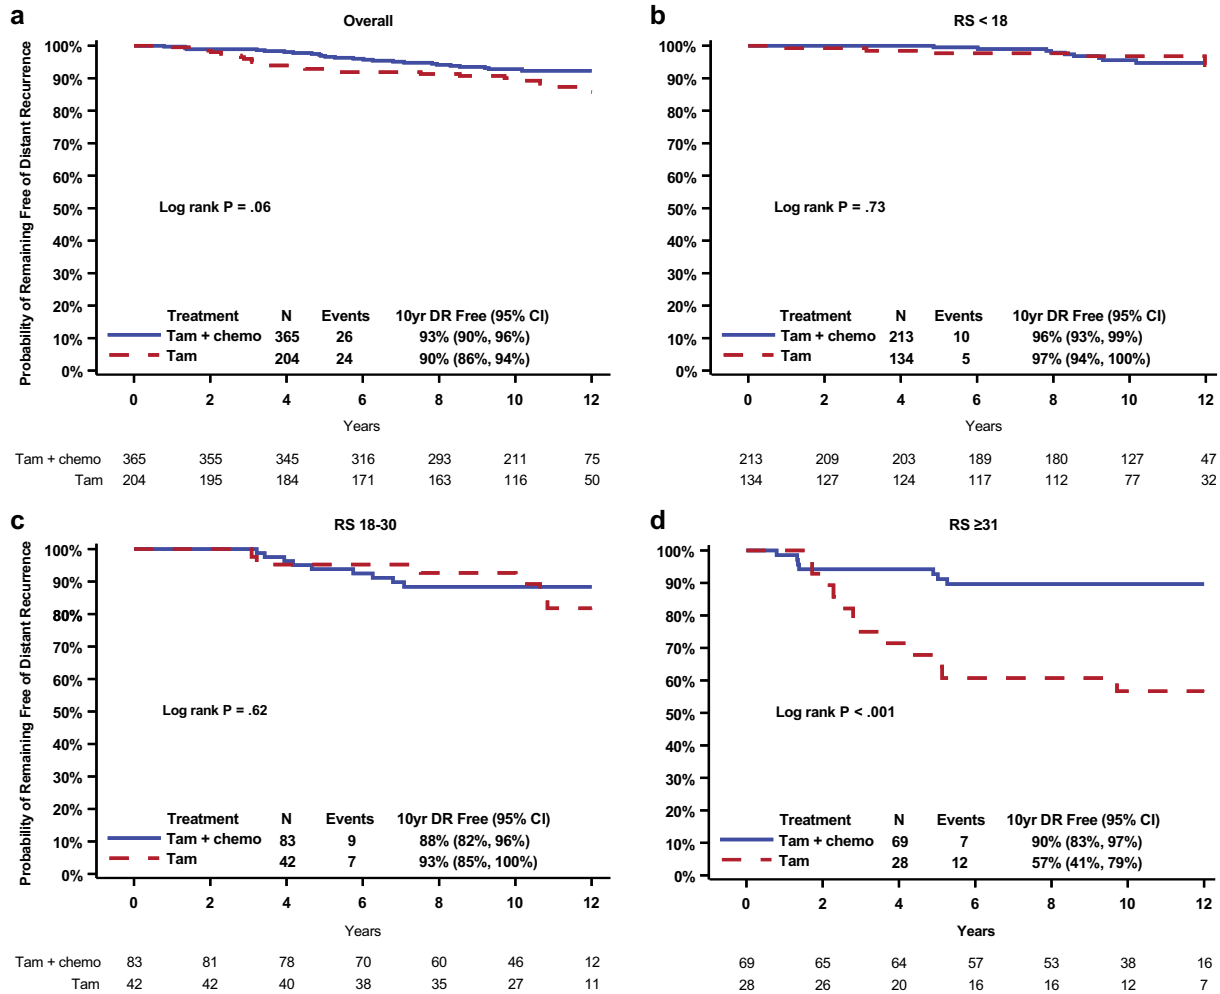 a
Overall
Probability of Remaining Free of Distant Recurrence
100%
90%
80%
70%
60%
50%
40%
30%
20%
10%
0%
Log rank P = .06
Treatment N Events 10yr DR Free (95% CI)
Tam + chemo 365 26 93% (90%, 96%)
Tam 204 24 90% (86%, 94%)
0 2 4 6 8 10 12
Years
Tam + chemo 365 355 345 316 293 211 75
Tam 204 195 184 171 163 116 50
b
RS < 18
100%
90%
80%
70%
60%
50%
40%
30%
20%
10%
0%
Log rank P = .73
Treatment N Events 10yr DR Free (95% CI)
Tam + chemo 213 10 96% (93%, 99%)
Tam 134 5 97% (94%, 100%)
0 2 4 6 8 10 12
Years
213 209 203 189 180 127 47
134 127 124 117 112 77 32
c
RS 18-30
Probability of Remaining Free of Distant Recurrence
100%
90%
80%
70%
60%
50%
40%
30%
20%
10%
0%
Log rank P = .62
Treatment N Events 10yr DR Free (95% CI)
Tam + chemo 83 9 88% (82%, 96%)
Tam 42 7 93% (85%, 100%)
0 2 4 6 8 10 12
Years
Tam + chemo 83 81 78 70 60 46 12
Tam 42 42 40 38 35 27 11
d
RS ≥31
100%
90%
80%
70%
60%
50%
40%
30%
20%
10%
0%
Log rank P < .001
Treatment N Events 10yr DR Free (95% CI)
Tam + chemo 69 7 90% (83%, 97%)
Tam 28 12 57% (41%, 79%)
0 2 4 6 8 10 12
Years
69 65 64 57 53 38 16
28 26 20 16 16 12 7